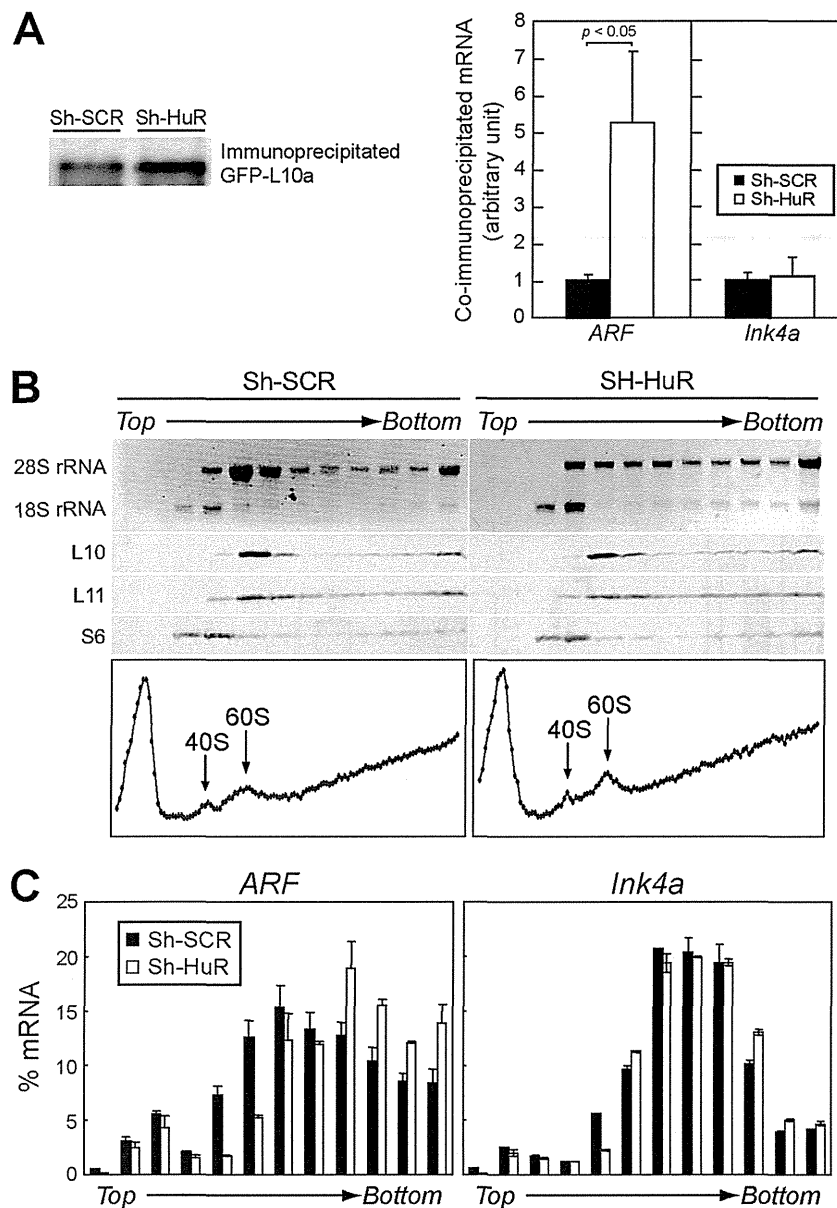 A
Sh-SCR Sh-HuR
Immunoprecipitated
GFP-L10a
Co-immunoprecipitated mRNA
(arbitrary unit)
8
7
6
5
4
3
2
1
0
p < 0.05
Sh-SCR
Sh-HuR
ARF
Ink4a
B
Sh-SCR
SH-HuR
Top
Bottom
Top
Bottom
28S rRNA
18S rRNA
L10
L11
S6
40S
60S
40S
60S
C
ARF
Ink4a
% mRNA
25
20
15
10
5
0
Sh-SCR
Sh-HuR
Top
Bottom
Top
Bottom